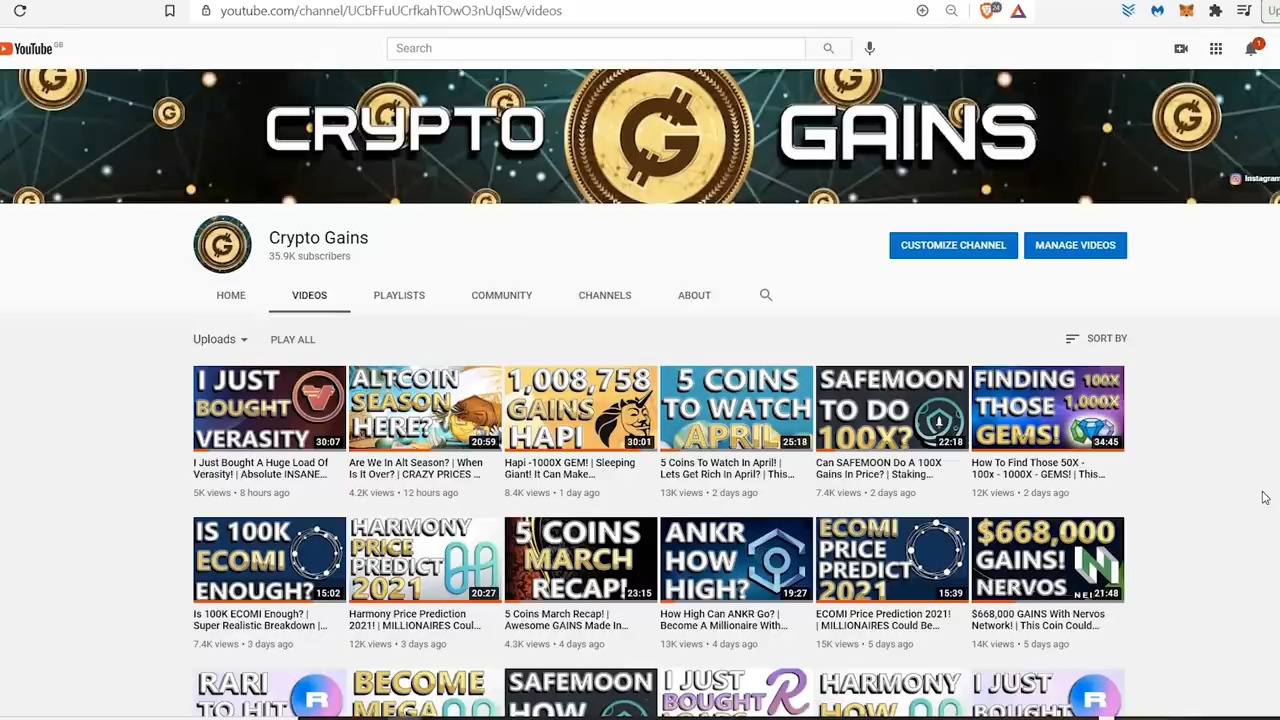 youtube.com/channel/UCbFFuUCrfkahTOwO3nUqlSw/videos
24
Up
YouTube GB
Search
1
CRYPTO GAINS
Instagram
Crypto Gains
35.9K subscribers
CUSTOMIZE CHANNEL
MANAGE VIDEOS
HOME
VIDEOS
PLAYLISTS
COMMUNITY
CHANNELS
ABOUT
Uploads
PLAY ALL
SORT BY
I JUST
BOUGHT
VERASITY
30:07
ALTCOIN
SEASON
HERE?
20:59
1,008,758
GAINS
HAPI
30:01
5 COINS
TO WATCH
APRIL
25:18
SAFEMOON
TO DO
100X?
22:18
FINDING 100X
THOSE 1,000X
GEMS!
34:45
I Just Bought A Huge Load Of
Verasity! | Absolute INSANE...
5K views • 8 hours ago
Are We In Alt Season? | When
Is It Over? | CRAZY PRICES ...
4.2K views • 12 hours ago
Hapi -1000X GEM! | Sleeping
Giant! It Can Make...
8.4K views • 1 day ago
5 Coins To Watch In April! |
Lets Get Rich In April? | This...
13K views • 2 days ago
Can SAFEMOON Do A 100X
Gains In Price? | Staking...
7.4K views • 2 days ago
How To Find Those 50X -
100x - 1000X - GEMS! | This...
12K views • 2 days ago
IS 100K
ECOMI
ENOUGH?
15:02
HARMONY
PRICE
PREDICT
2021
20:27
5 COINS
MARCH
RECAP!
23:15
ANKR
HOW
HIGH?
19:27
ECOMI
PRICE
PREDICT
2021
15:39
$668,000
GAINS!
NERVOS
21:48
Is 100K ECOMI Enough? |
Super Realistic Breakdown |...
7.4K views • 3 days ago
Harmony Price Prediction
2021! | MILLIONAIRES Coul...
12K views • 3 days ago
5 Coins March Recap! |
Awesome GAINS Made In...
4.3K views • 4 days ago
How High Can ANKR Go? |
Become A Millionaire With...
13K views • 4 days ago
ECOMI Price Prediction 2021!
| MILLIONAIRES Could Be...
15K views • 5 days ago
$668,000 GAINS With Nervos
Network! | This Coin Could...
14K views • 5 days ago
RARI
TO HIT
BECOME
MEGA
SAFEMOON
HOW
I JUST
BOUGHT
HARMONY
HOW
I JUST
BOUGHT